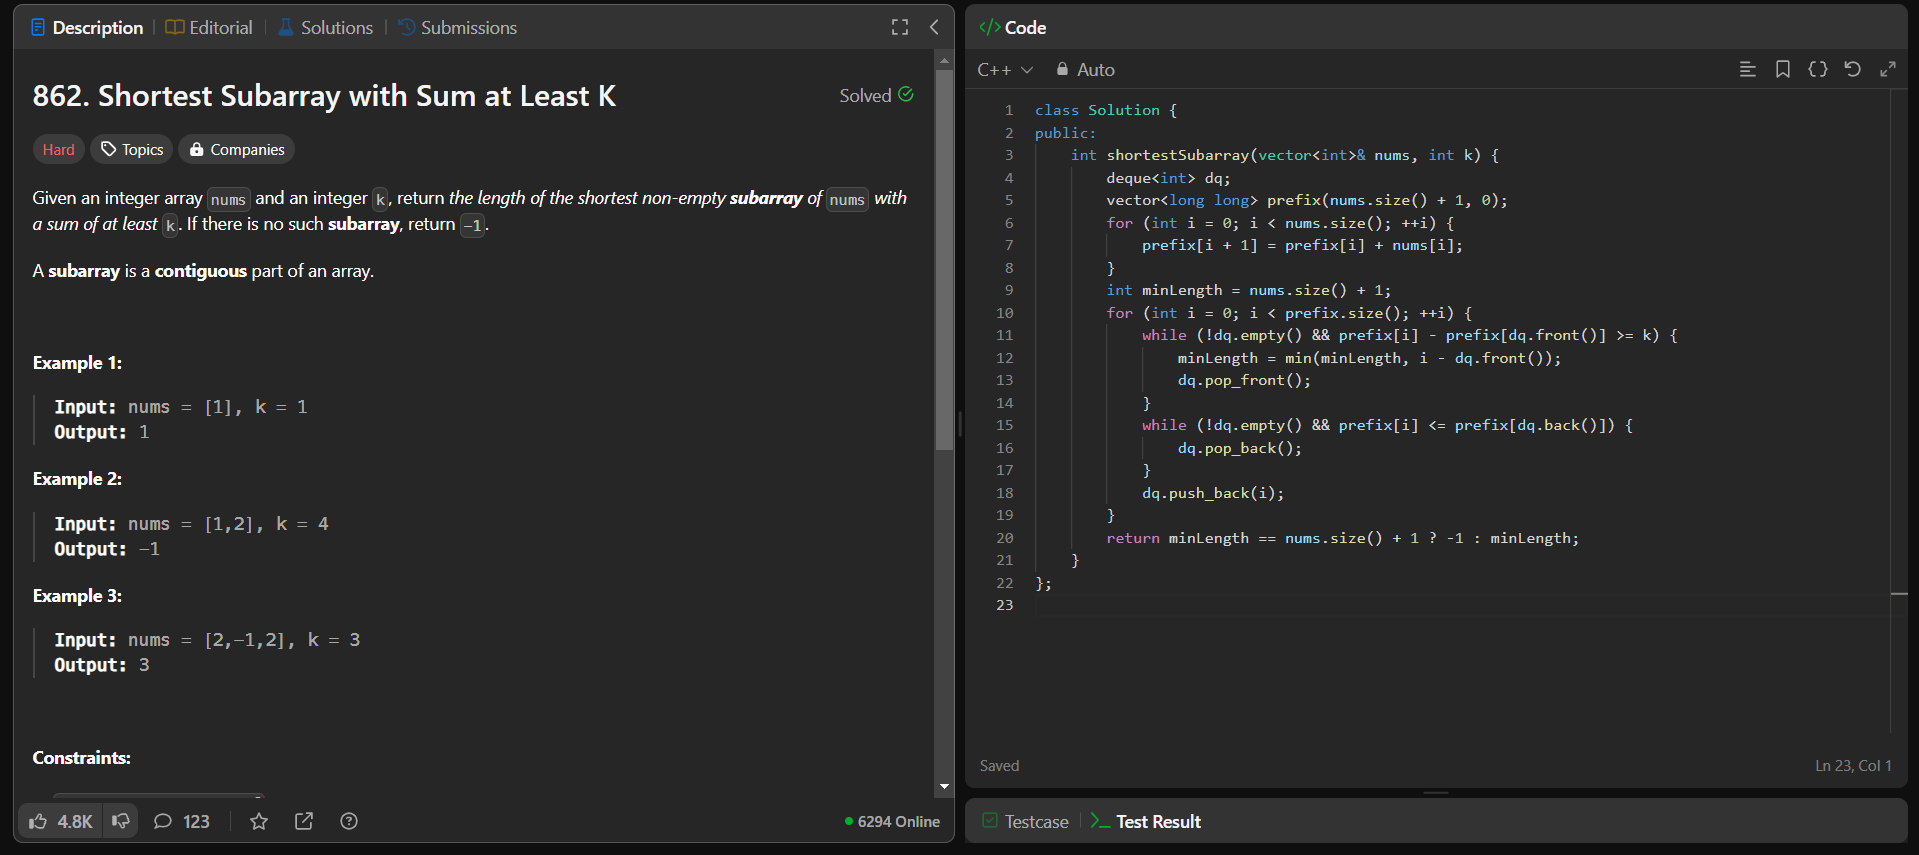 Description
Editorial
Solutions
Submissions
862. Shortest Subarray with Sum at Least K
Solved
Hard
Topics
Companies
Given an integer array nums and an integer k, return the length of the shortest non-empty subarray of nums with
a sum of at least k. If there is no such subarray, return -1.
A subarray is a contiguous part of an array.
Example 1:
Input: nums = [1], k = 1
Output: 1
Example 2:
Input: nums = [1,2], k = 4
Output: -1
Example 3:
Input: nums = [2,-1,2], k = 3
Output: 3
Constraints:
4.8K
123
6294 Online
</> Code
C++
Auto
1 class Solution {
2 public:
3     int shortestSubarray(vector<int>& nums, int k) {
4         deque<int> dq;
5         vector<long long> prefix(nums.size() + 1, 0);
6         for (int i = 0; i < nums.size(); ++i) {
7             prefix[i + 1] = prefix[i] + nums[i];
8         }
9         int minLength = nums.size() + 1;
10         for (int i = 0; i < prefix.size(); ++i) {
11             while (!dq.empty() && prefix[i] - prefix[dq.front()] >= k) {
12                 minLength = min(minLength, i - dq.front());
13                 dq.pop_front();
14             }
15             while (!dq.empty() && prefix[i] <= prefix[dq.back()]) {
16                 dq.pop_back();
17             }
18             dq.push_back(i);
19         }
20         return minLength == nums.size() + 1 ? -1 : minLength;
21     }
22 };
23
Saved
Ln 23, Col 1
Testcase
Test Result